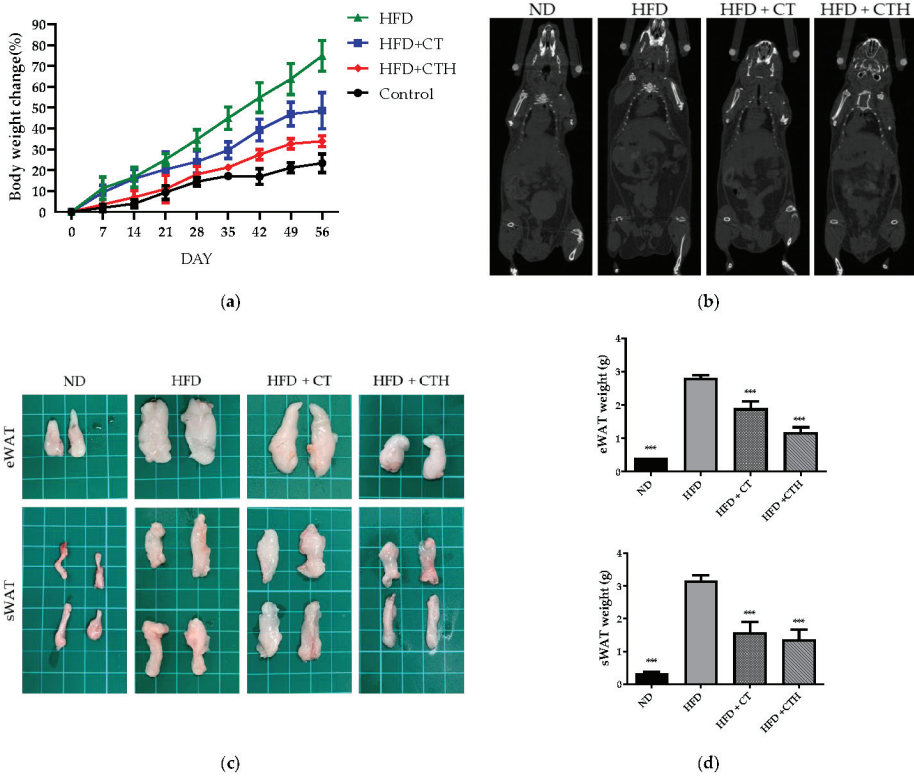 HFD
HFD+CT
HFD+CTH
Control
Body weight change(%)
90
80
70
60
50
40
30
20
10
0
0 7 14 21 28 35 42 49 56
DAY
(a)
ND HFD HFD + CT HFD + CTH
(b)
ND HFD HFD + CT HFD + CTH
eWAT
sWAT
(c)
eWAT weight (g)
4
3
2
1
0
*** *** ***
ND HFD HFD + CT HFD +CTH
sWAT weight (g)
4
3
2
1
0
*** *** ***
ND HFD HFD + CT HFD +CTH
(d)